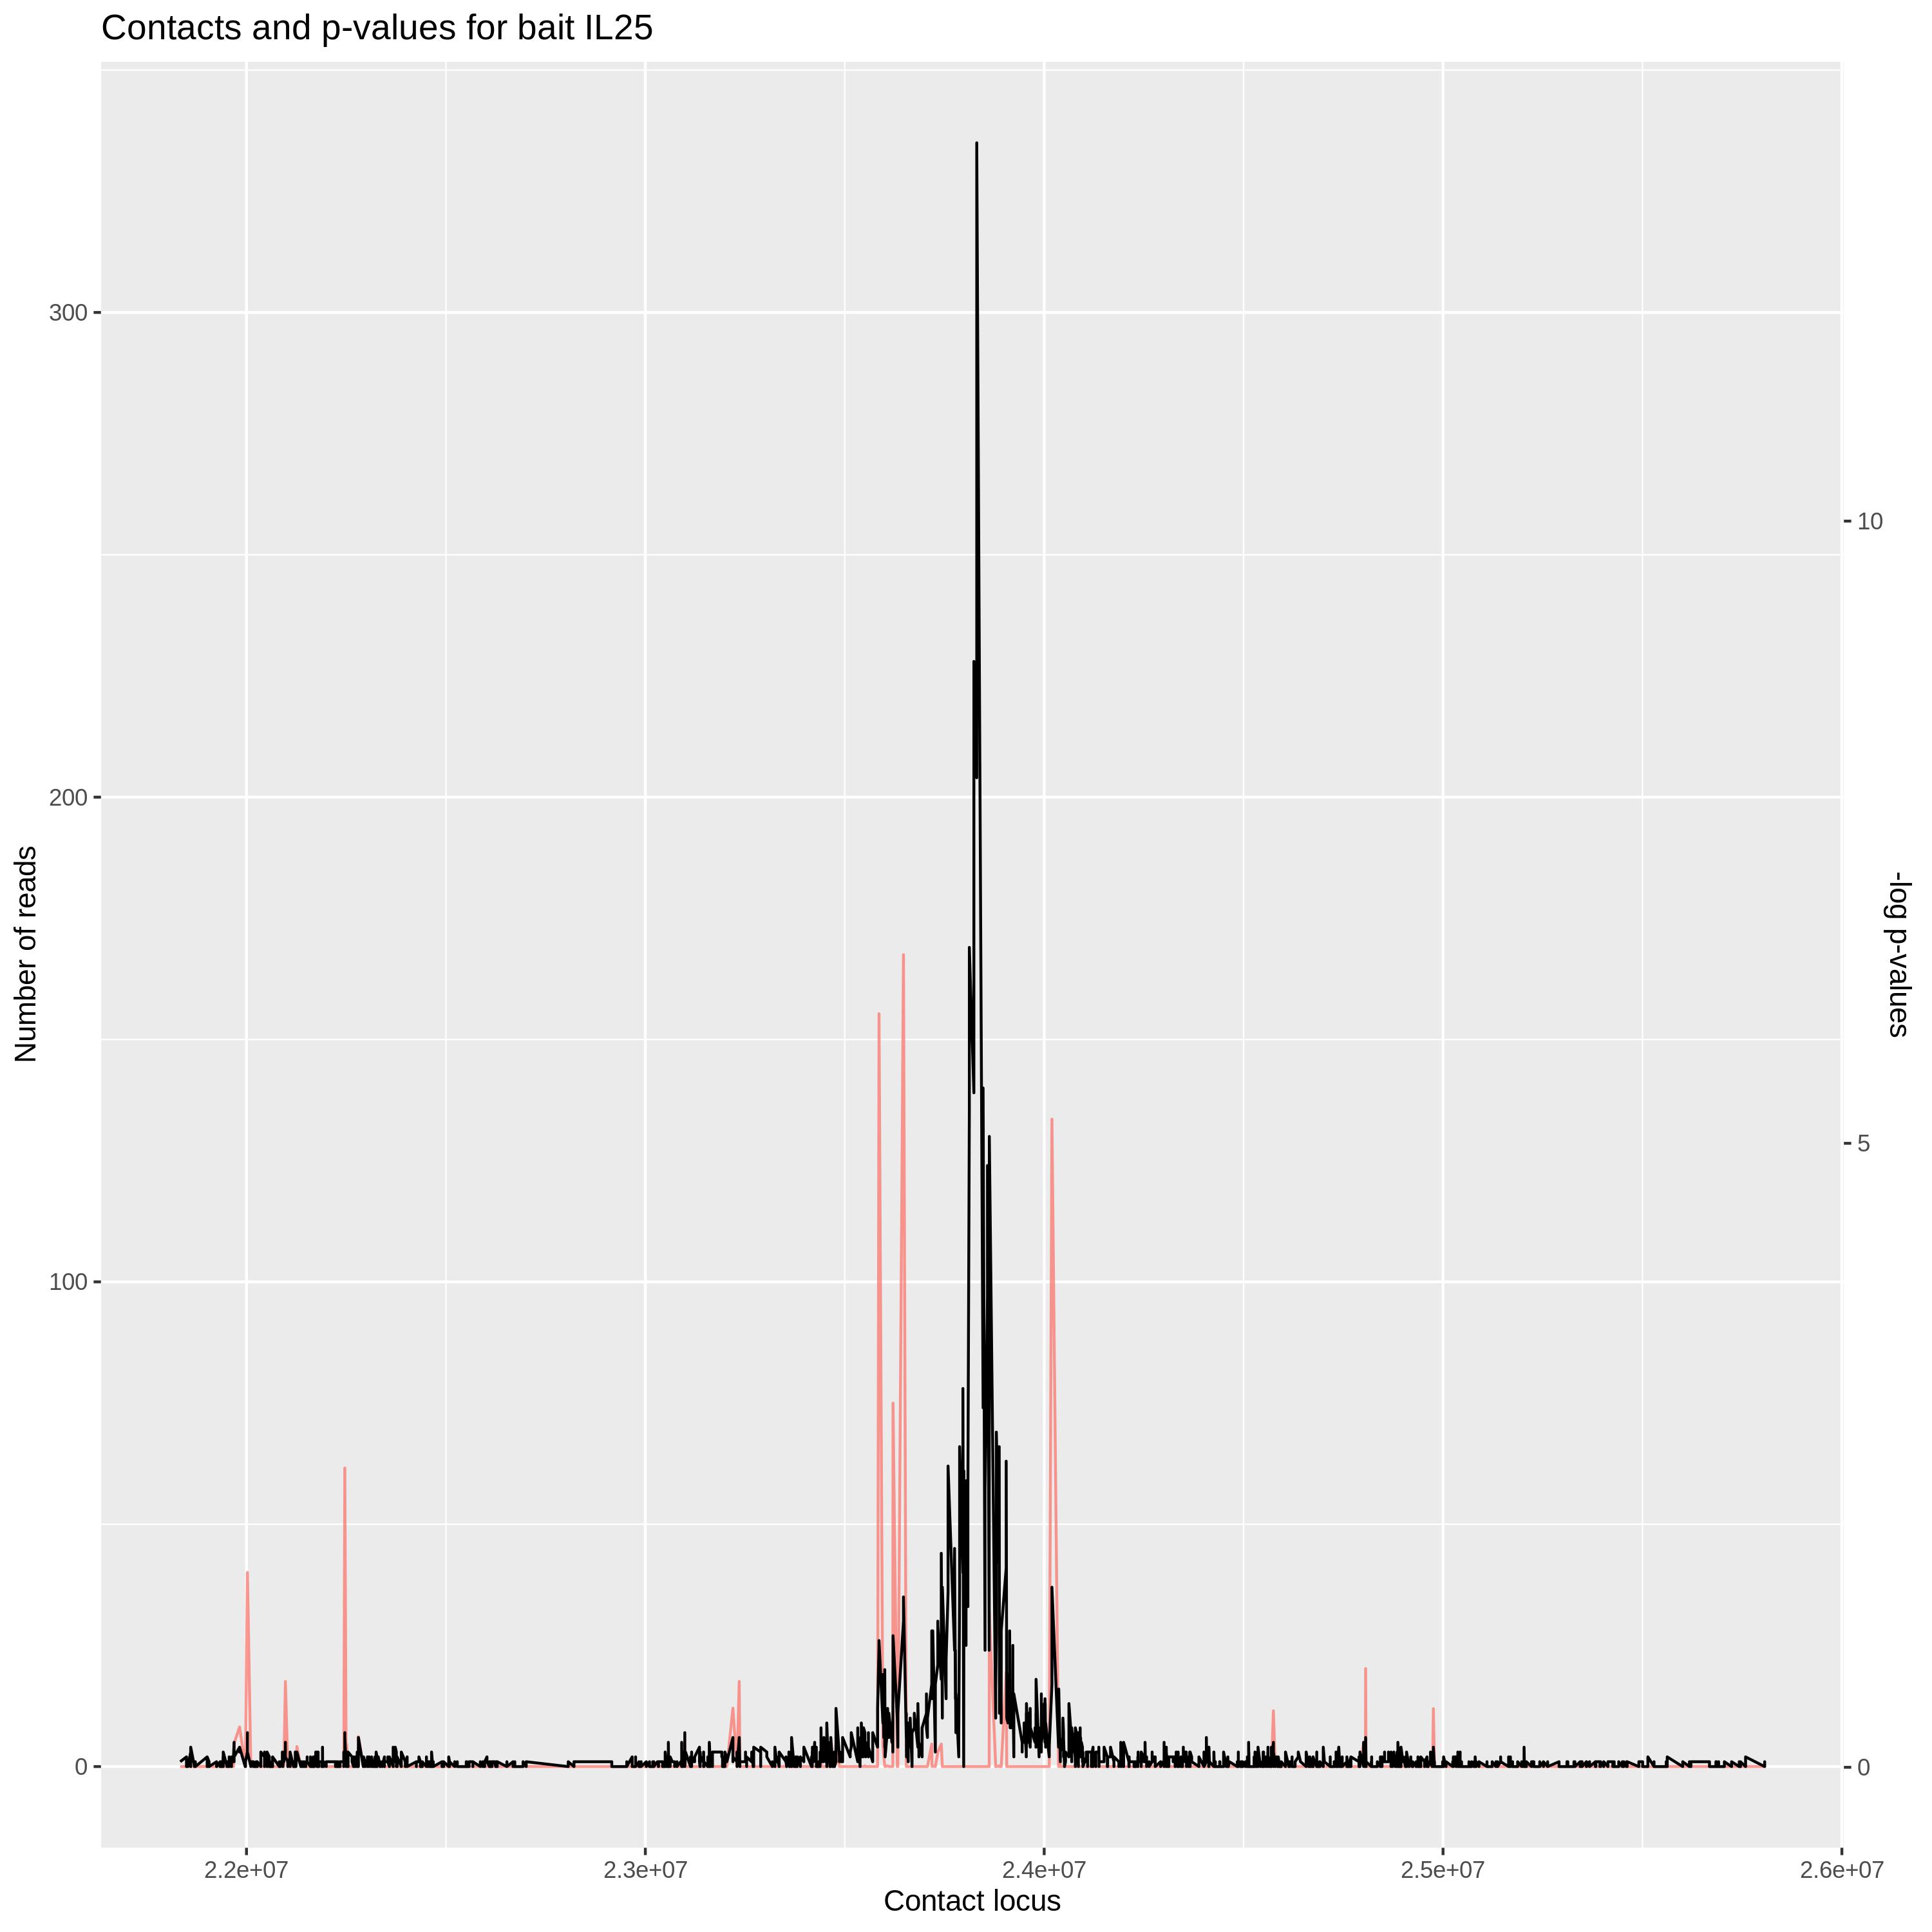 Contacts and p-values for bait IL25
Number of reads
300
200
100
0
10
5
0
-log p-values
2.2e+07
2.3e+07
2.4e+07
2.5e+07
2.6e+07
Contact locus